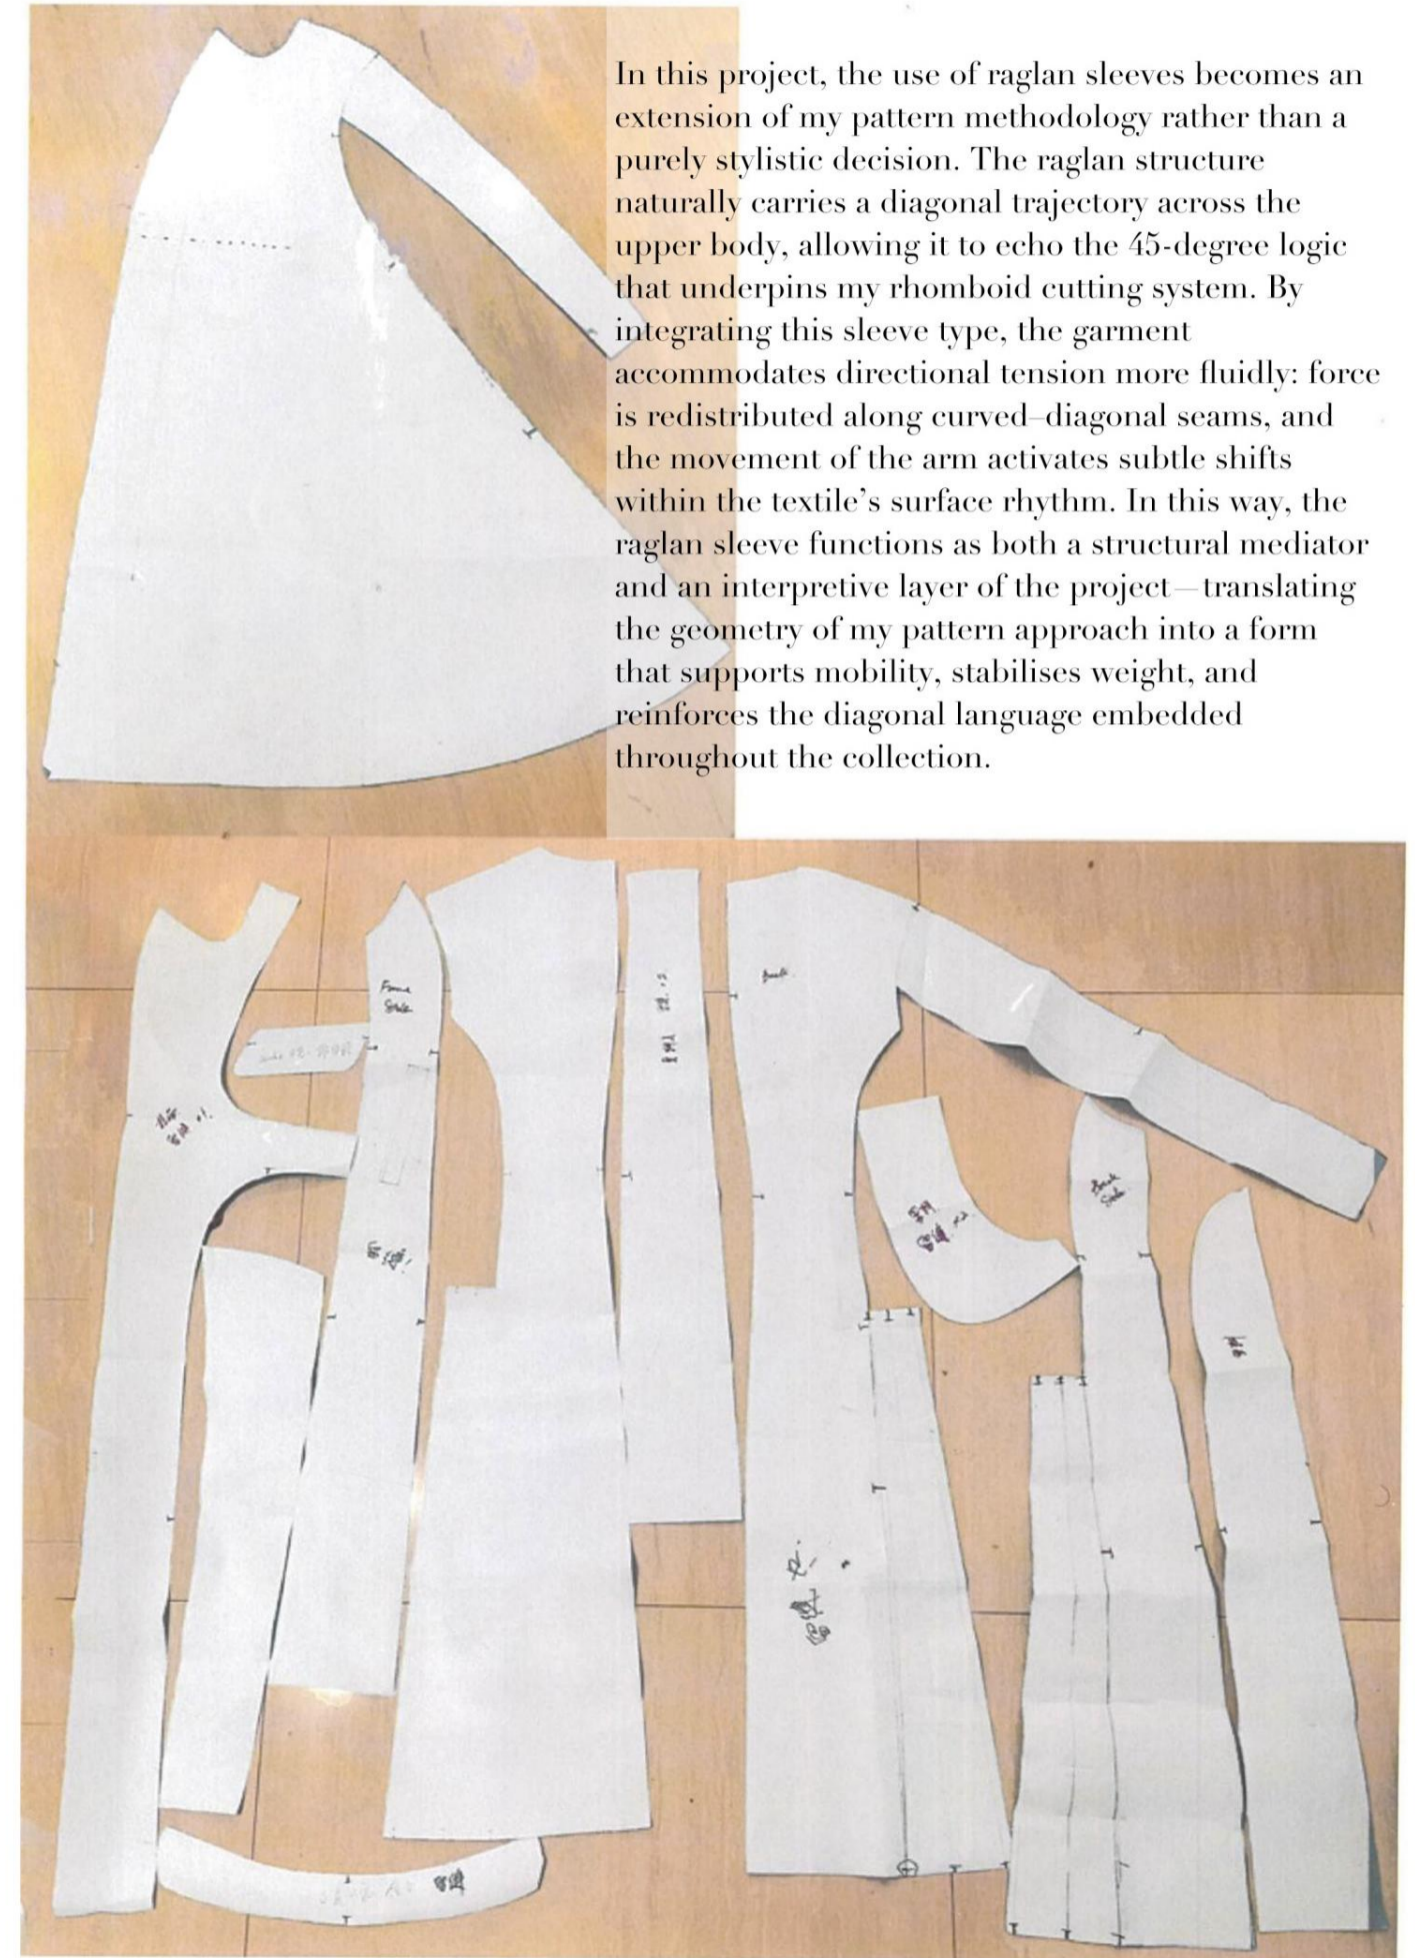 In this project, the use of raglan sleeves becomes an
extension of my pattern methodology rather than a
purely stylistic decision. The raglan structure
naturally carries a diagonal trajectory across the
upper body, allowing it to echo the 45-degree logic
that underpins my rhomboid cutting system. By
integrating this sleeve type, the garment
accommodates directional tension more fluidly: force
is redistributed along curved–diagonal seams, and
the movement of the arm activates subtle shifts
within the textile’s surface rhythm. In this way, the
raglan sleeve functions as both a structural mediator
and an interpretive layer of the project—translating
the geometry of my pattern approach into a form
that supports mobility, stabilises weight, and
reinforces the diagonal language embedded
throughout the collection.
Side